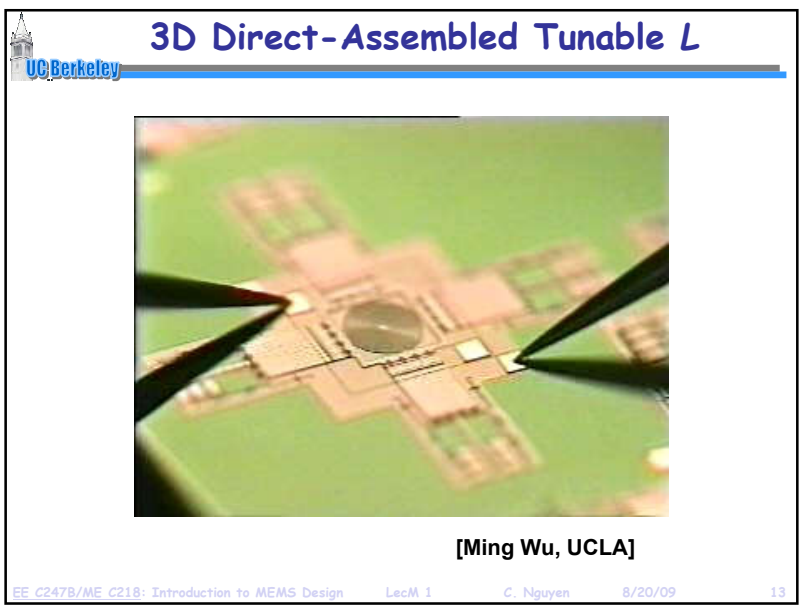 3D Direct-Assembled Tunable L
UC Berkeley
[Ming Wu, UCLA]
EE C247B/ME C218: Introduction to MEMS Design LecM 1 C. Nguyen 8/20/09 13